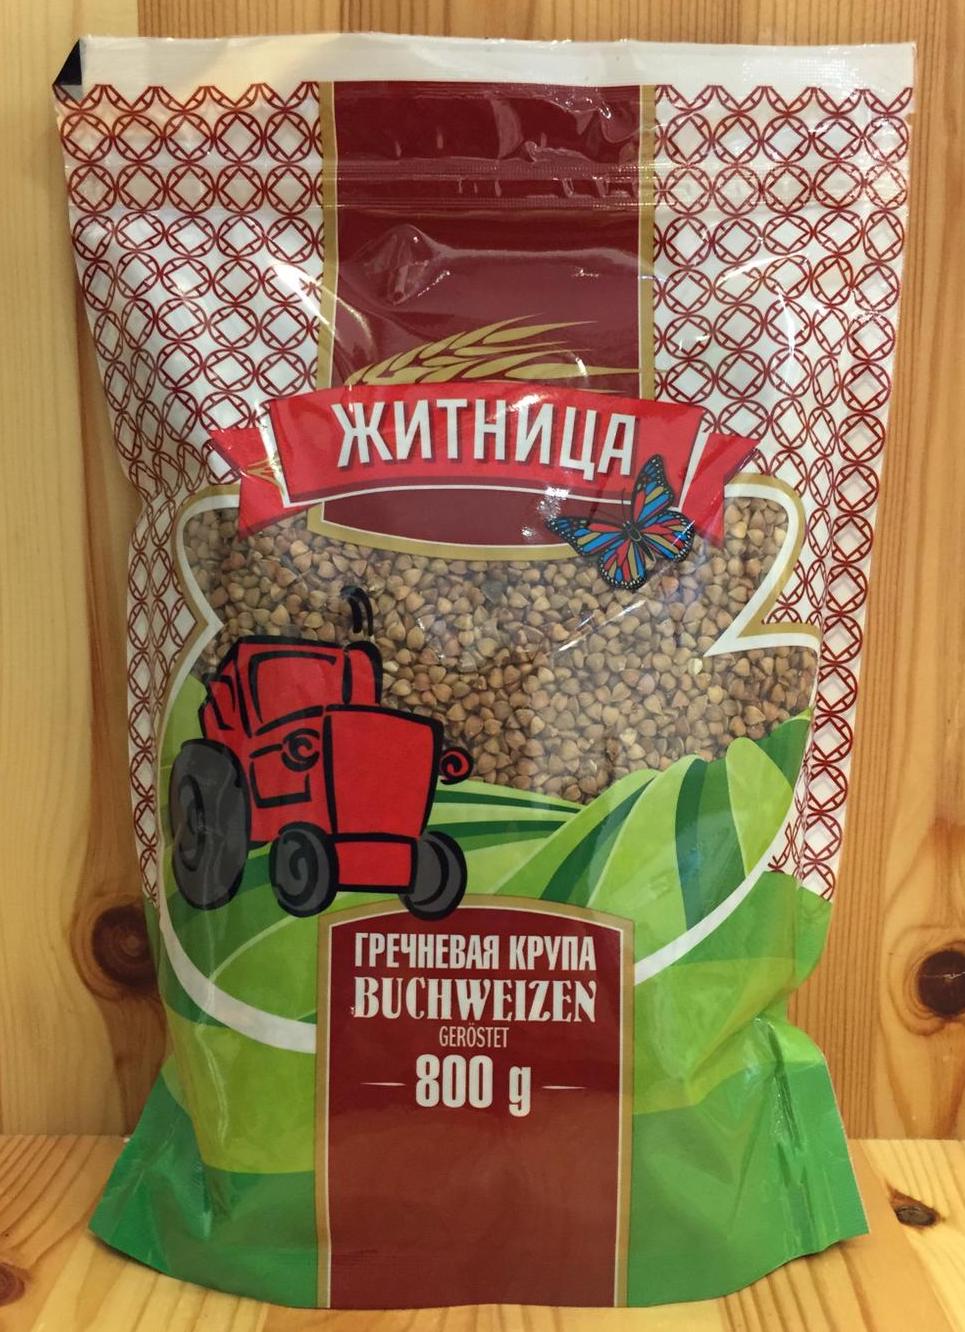 ЖИТНИЦА
ГРЕЧНЕВАЯ КРУПА
BUCHWEIZEN
GERÖSTET
800 g